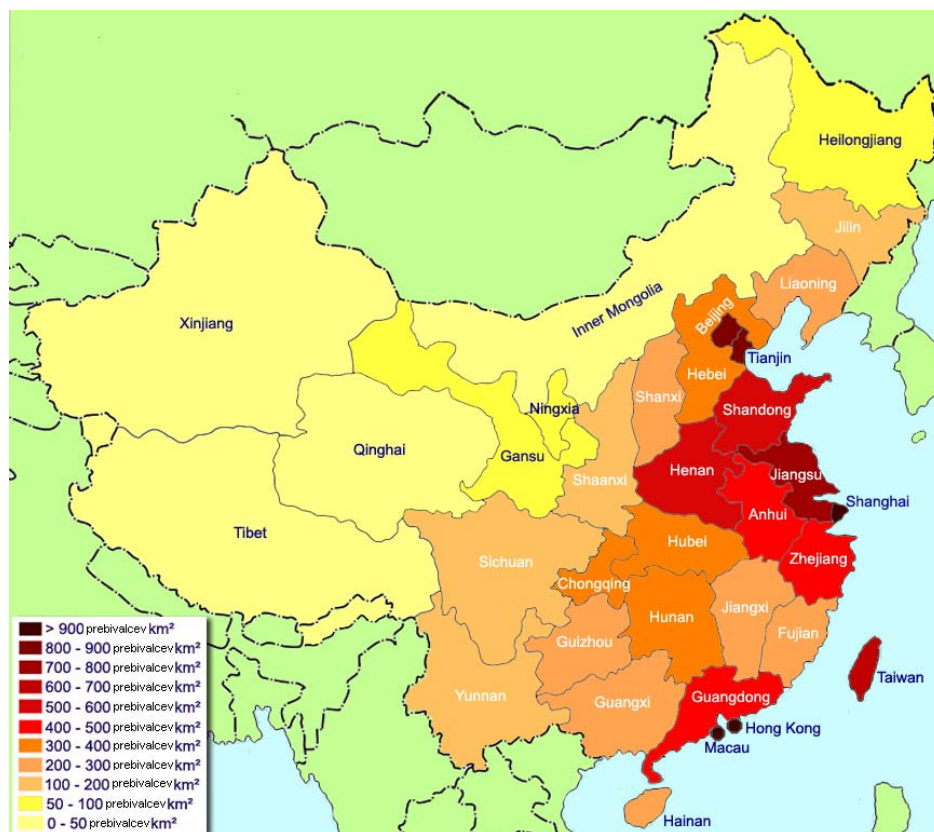 Heilongjiang
Jilin
Liaoning
Inner Mongolia
Beijing
Xinjiang
Tianjin
Hebei
Shanxi
Ningxia
Shandong
Qinghai
Gansu
Henan
Jiangsu
Shaanxi
Shanghai
Anhui
Tibet
Hubei
Zhejiang
Sichuan
Chongqing
Hunan
Jiangxi
Fujian
Guizhou
Taiwan
Yunnan
Guangxi
Guangdong
Hong Kong
Macau
Hainan
> 900 prebivalcev km²
800 - 900 prebivalcev km²
700 - 800 prebivalcev km²
600 - 700 prebivalcev km²
500 - 600 prebivalcev km²
400 - 500 prebivalcev km²
300 - 400 prebivalcev km²
200 - 300 prebivalcev km²
100 - 200 prebivalcev km²
50 - 100 prebivalcev km²
0 - 50 prebivalcev km²